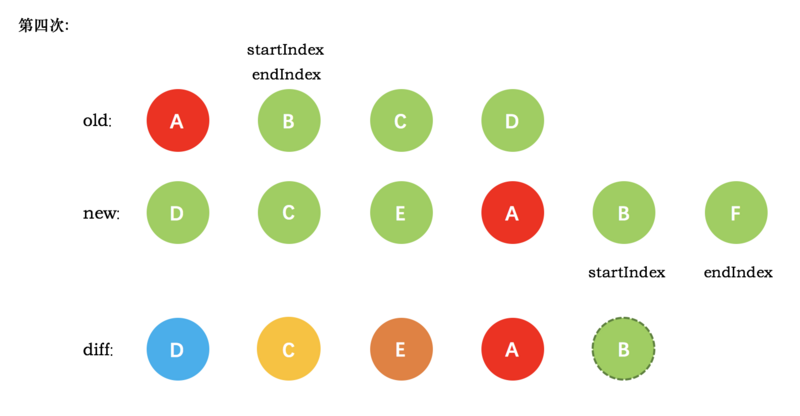 第四次:
startIndex
endIndex
old: A B C D
new: D C E A B F
startIndex endIndex
diff: D C E A B